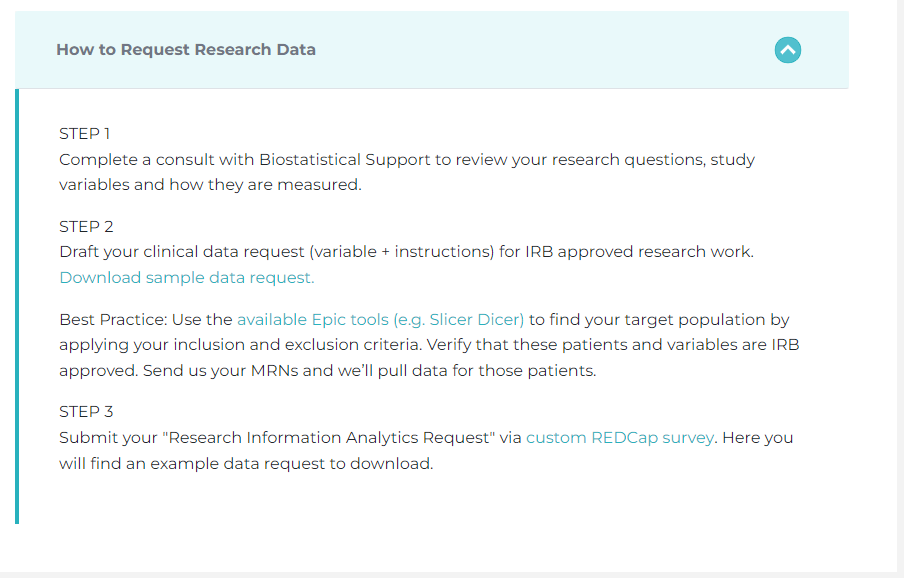 How to Request Research Data
STEP 1
Complete a consult with Biostatistical Support to review your research questions, study
variables and how they are measured.
STEP 2
Draft your clinical data request (variable + instructions) for IRB approved research work.
Download sample data request.
Best Practice: Use the available Epic tools (e.g. Slicer Dicer) to find your target population by
applying your inclusion and exclusion criteria. Verify that these patients and variables are IRB
approved. Send us your MRNs and we’ll pull data for those patients.
STEP 3
Submit your "Research Information Analytics Request" via custom REDCap survey. Here you
will find an example data request to download.